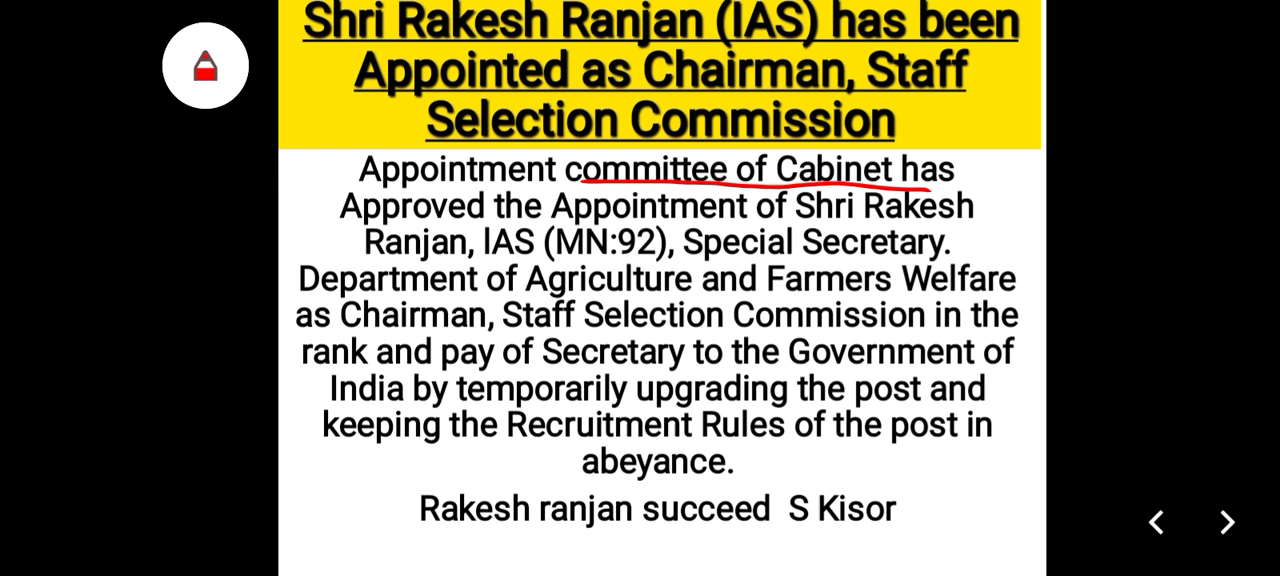 Shri Rakesh Ranjan (IAS) has been
Appointed as Chairman, Staff
Selection Commission
Appointment committee of Cabinet has
Approved the Appointment of Shri Rakesh
Ranjan, IAS (MN:92), Special Secretary.
Department of Agriculture and Farmers Welfare
as Chairman, Staff Selection Commission in the
rank and pay of Secretary to the Government of
India by temporarily upgrading the post and
keeping the Recruitment Rules of the post in
abeyance.
Rakesh ranjan succeed  S Kisor